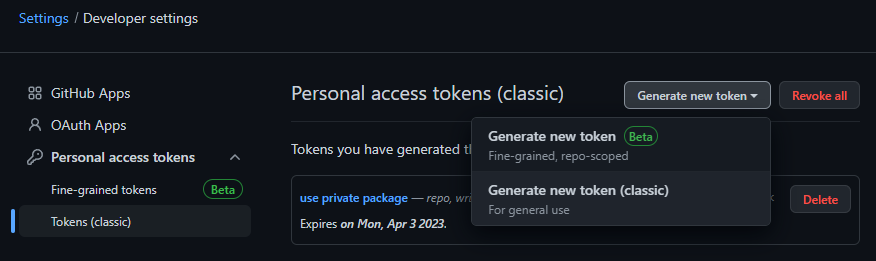 Settings / Developer settings
GitHub Apps
OAuth Apps
Personal access tokens
Fine-grained tokens Beta
Tokens (classic)
Personal access tokens (classic) Generate new token Revoke all
Generate new token Beta
Fine-grained, repo-scoped
Generate new token (classic)
For general use
Tokens you have generated
use private package — repo, Delete
Expires on Mon, Apr 3 2023.